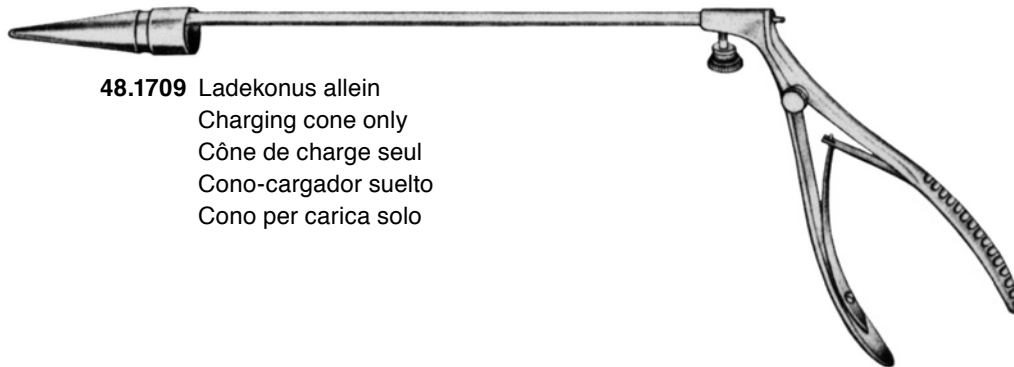 48.1709 Ladekonus allein
Charging cone only
Cône de charge seul
Cono-cargador suelto
Cono per carica solo